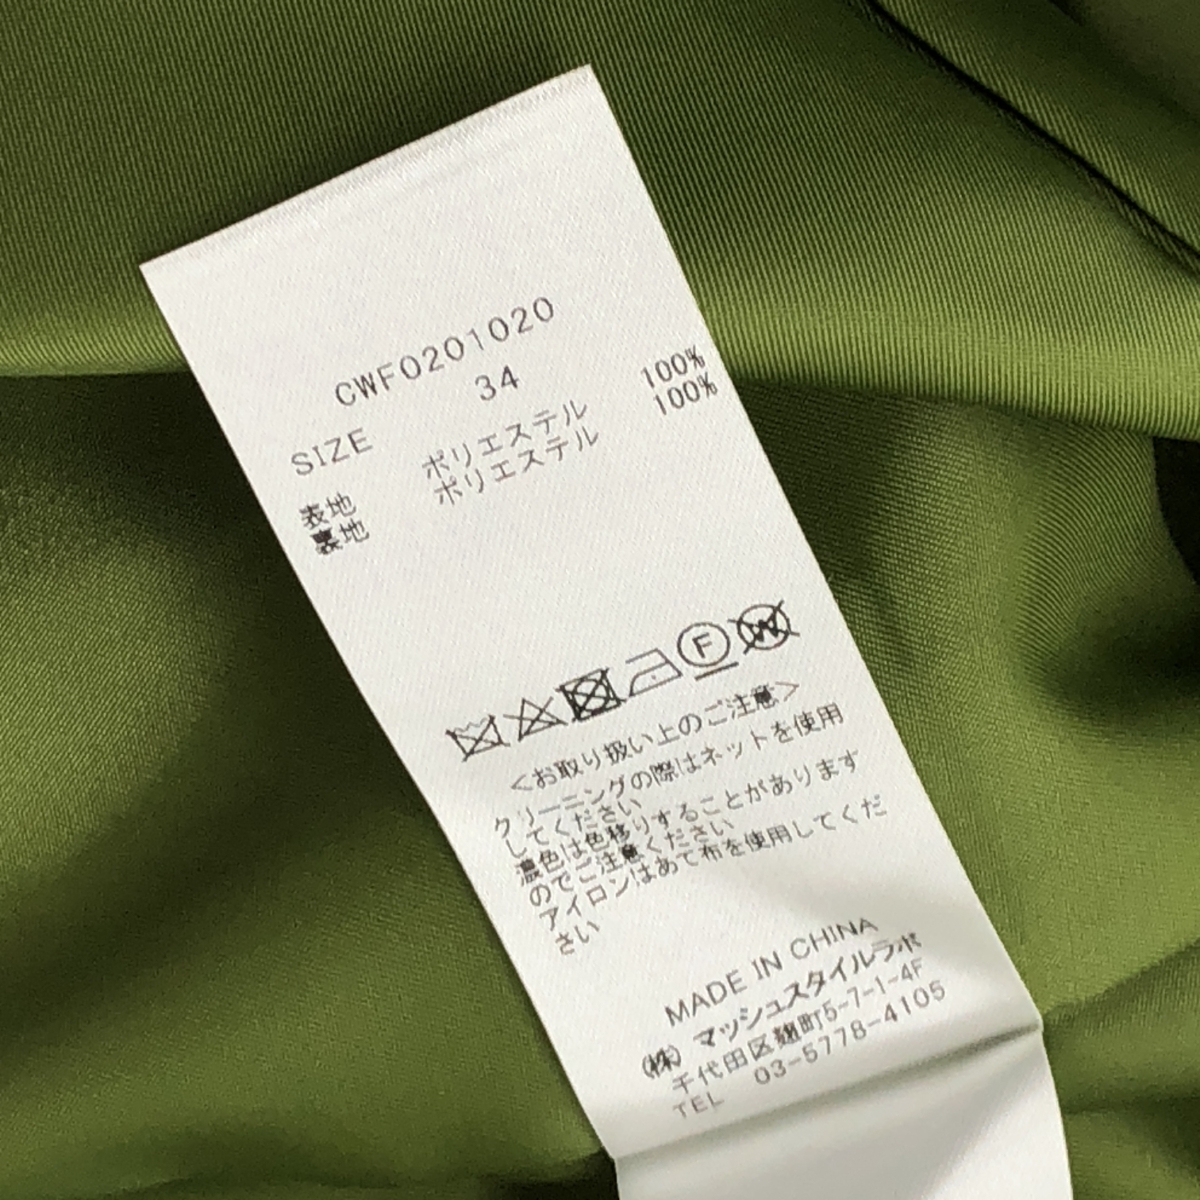 CWF0201020
SIZE 34
表地 ポリエステル 100%
裏地 ポリエステル 100%
F W
<お取り扱い上のご注意>
クリーニングの際はネットを使用
してください
濃色は色移りすることがあります
のでご注意ください
アイロンはあて布を使用してくだ
さい
MADE IN CHINA
(株) マッシュスタイルラボ
千代田区麹町5-7-1-4F
TEL 03-5778-4105